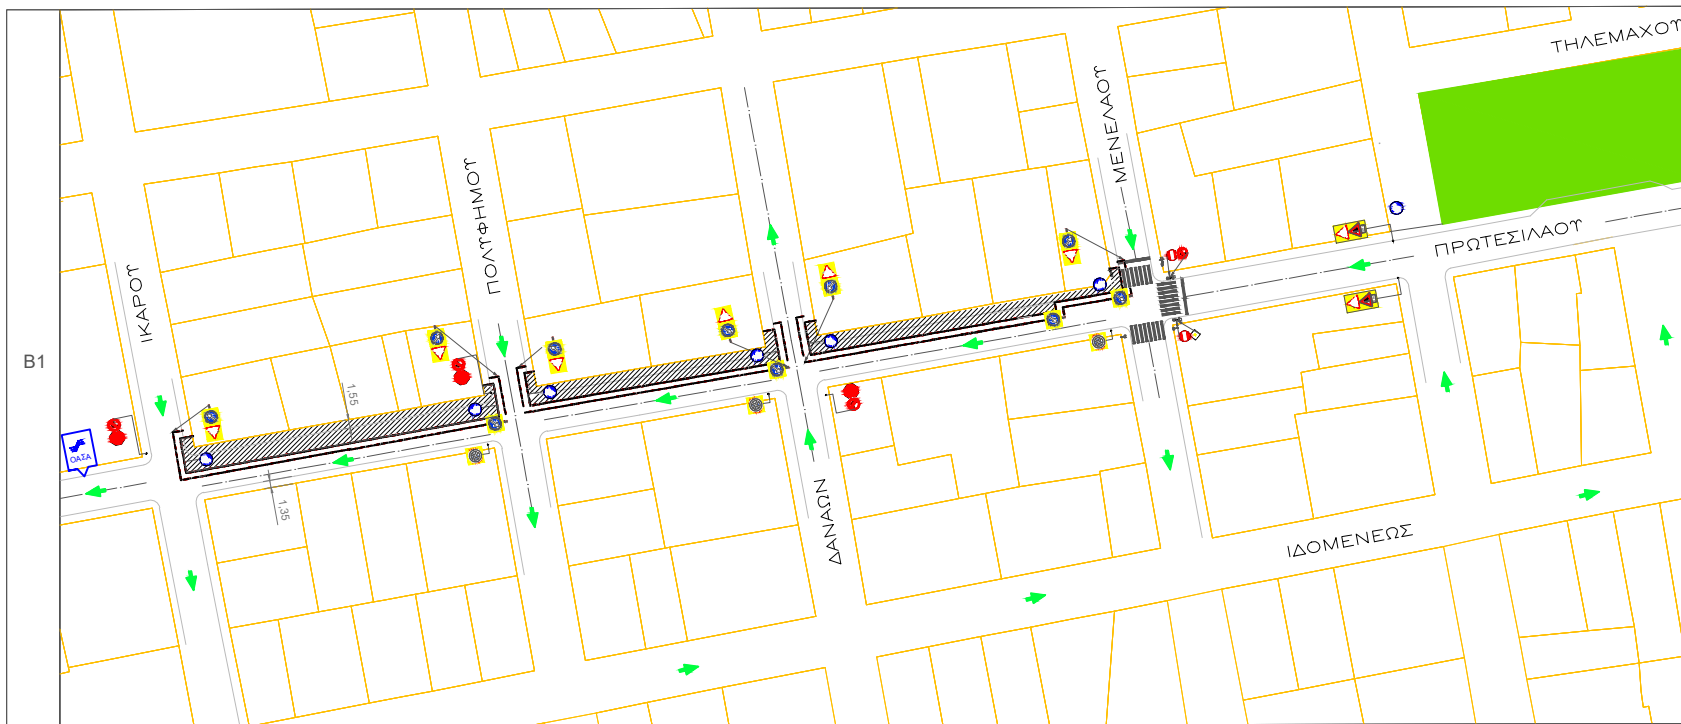 ΤΗΛΕΜΑΧΟΥ
ΜΕΝΕΛΑΟΥ
ΠΟΛΥΦΗΜΟΥ
ΠΡΩΤΕΣΙΛΑΟΥ
ΙΚΑΡΟΥ
B1
1,55
ΟΑΣΑ
1,35
ΔΑΝΑΩΝ
ΙΔΟΜΕΝΕΩΣ